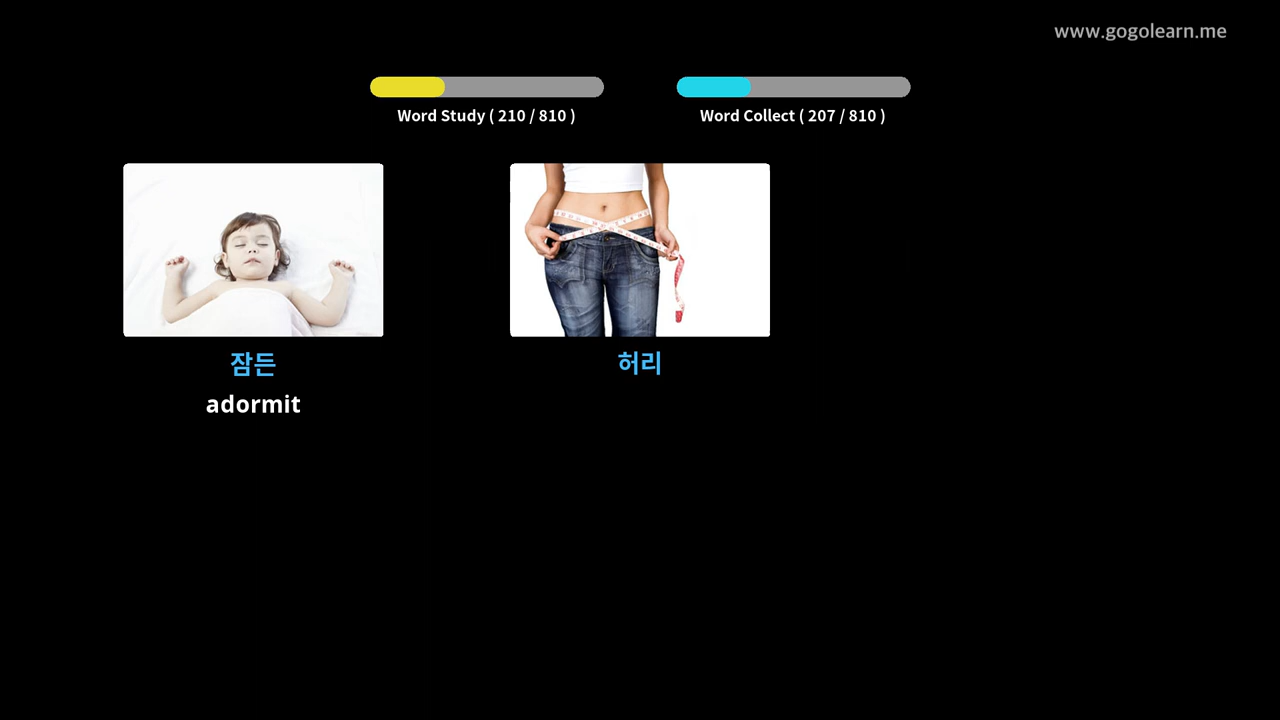 www.gogolearn.me
Word Study ( 210 / 810 )
Word Collect ( 207 / 810 )
잠든
adormit
허리